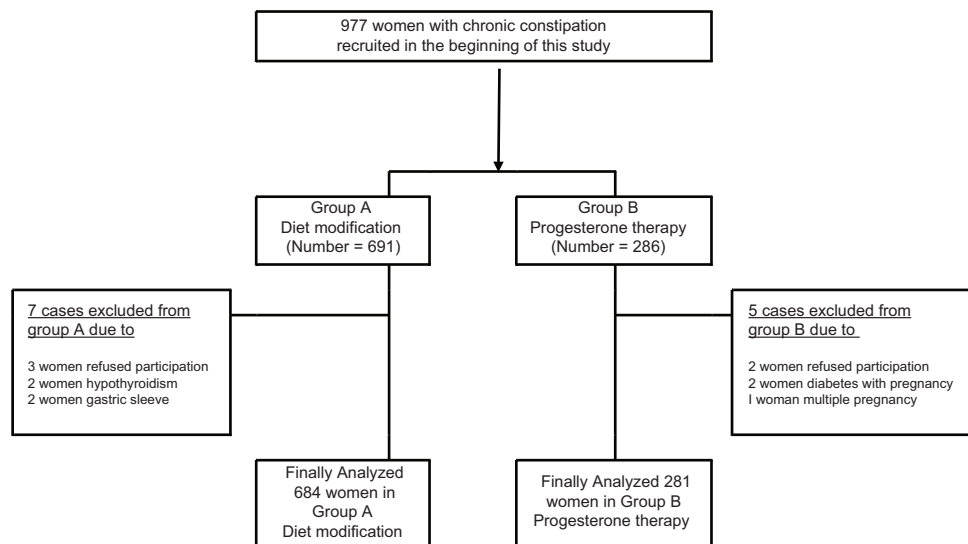 977 women with chronic constipation
recruited in the beginning of this study
Group A
Diet modification
(Number = 691)
Group B
Progesterone therapy
(Number = 286)
7 cases excluded from
group A due to
3 women refused participation
2 women hypothyroidism
2 women gastric sleeve
5 cases excluded from
group B due to
2 women refused participation
2 women diabetes with pregnancy
I woman multiple pregnancy
Finally Analyzed
684 women in
Group A
Diet modification
Finally Analyzed 281
women in Group B
Progesterone therapy